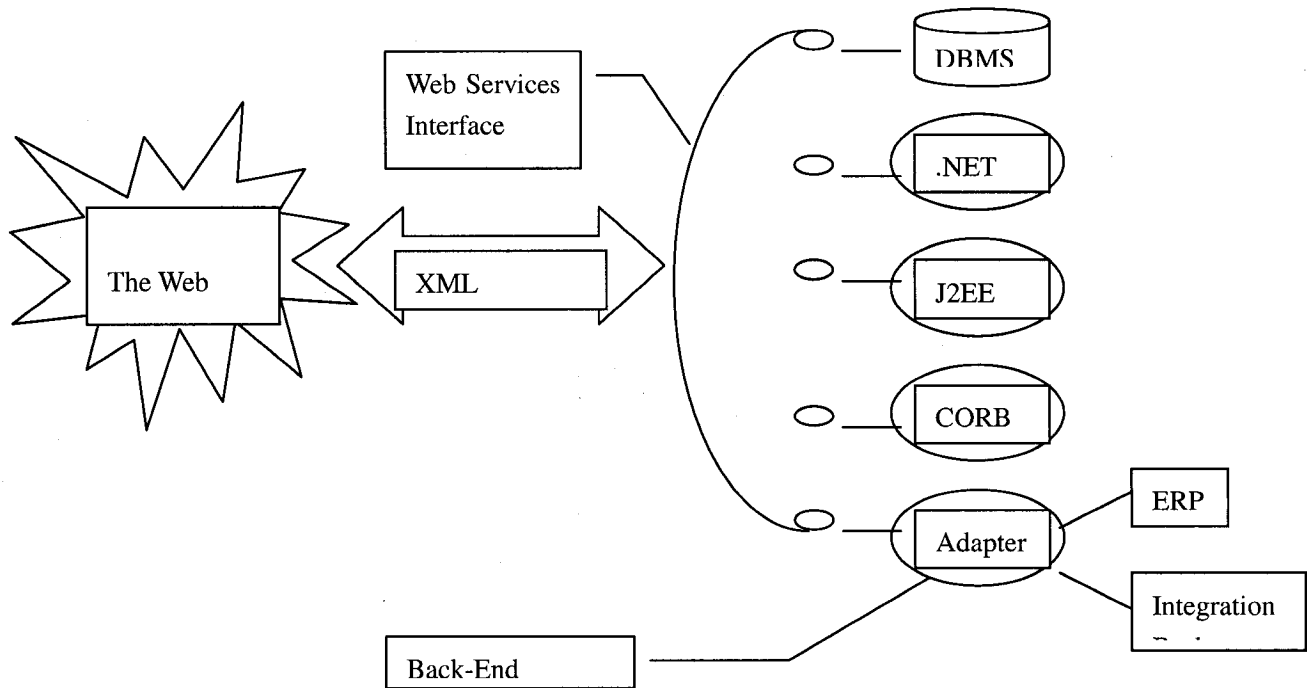 DBMS
Web Services
Interface
.NET
The Web
XML
J2EE
CORB
ERP
Adapter
Integration
Back-End